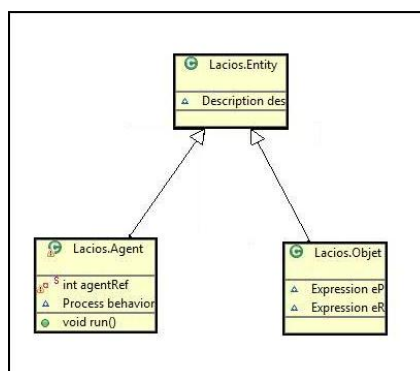 Lacios.Entity
Description des
Lacios.Agent
S int agentRef
Process behavior
void run()
Lacios.Objet
Expression eP
Expression eR